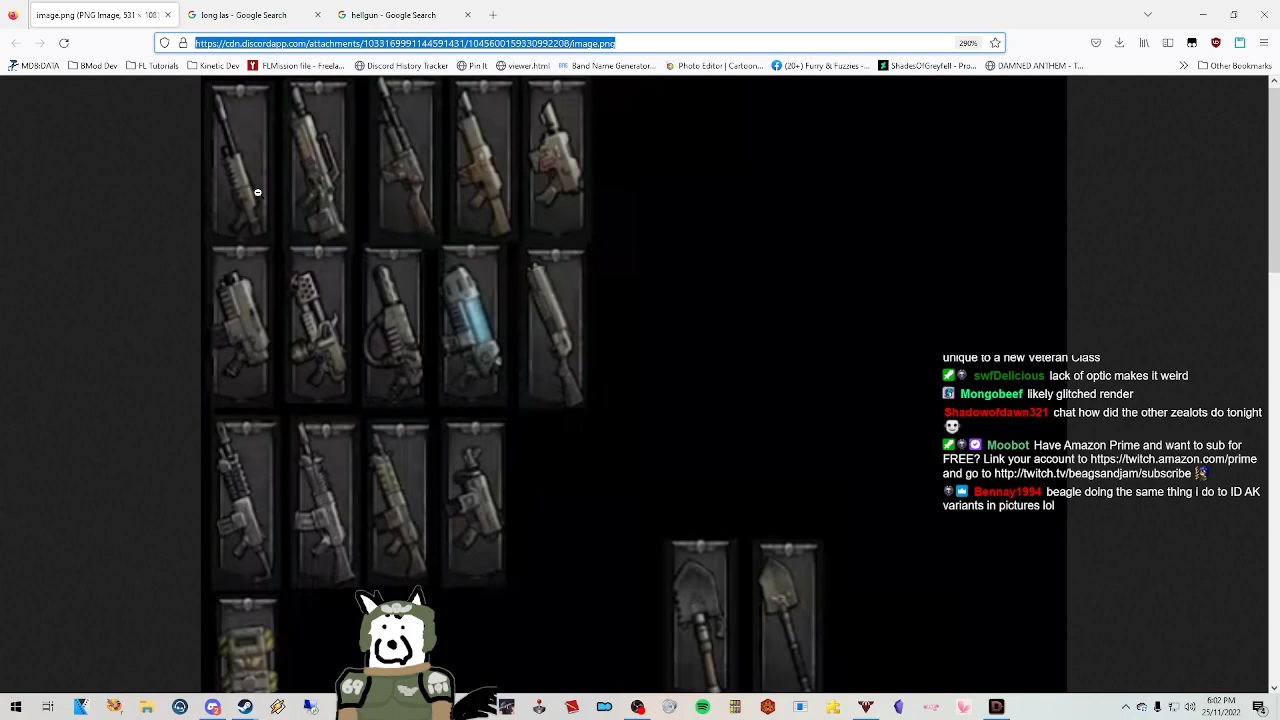 image.png (PNG Image, 531 × 1081
long las - Google Search
hellgun - Google Search
https://cdn.discordapp.com/attachments/1033169991144591431/1045600159330992208/image.png
290%
MDB:DATA
8Mod Dev
FL Tutorials
Kinetic Dev
FLMission file - Freela...
Discord History Tracker
Pin It
viewer.html
Band Name Generator...
Photo Editor | Cartoon...
(20+) Furry & Fuzzies -...
ShadesOfGreyfell - Pro...
DAMNED ANTHEM - T...
Other Bookmarks
unique to a new Veteran Class
swfDelicious lack of optic makes it weird
Mongobeef likely glitched render
Shadowofdawn321 chat how did the other zealots do tonight
Moobot Have Amazon Prime and want to sub for
FREE? Link your account to https://twitch.amazon.com/prime
and go to http://twitch.tv/beagsandjam/subscribe
Bennay1994 beagle doing the same thing I do to ID AK
variants in pictures lol
69
6:02 PM
25/11/2022